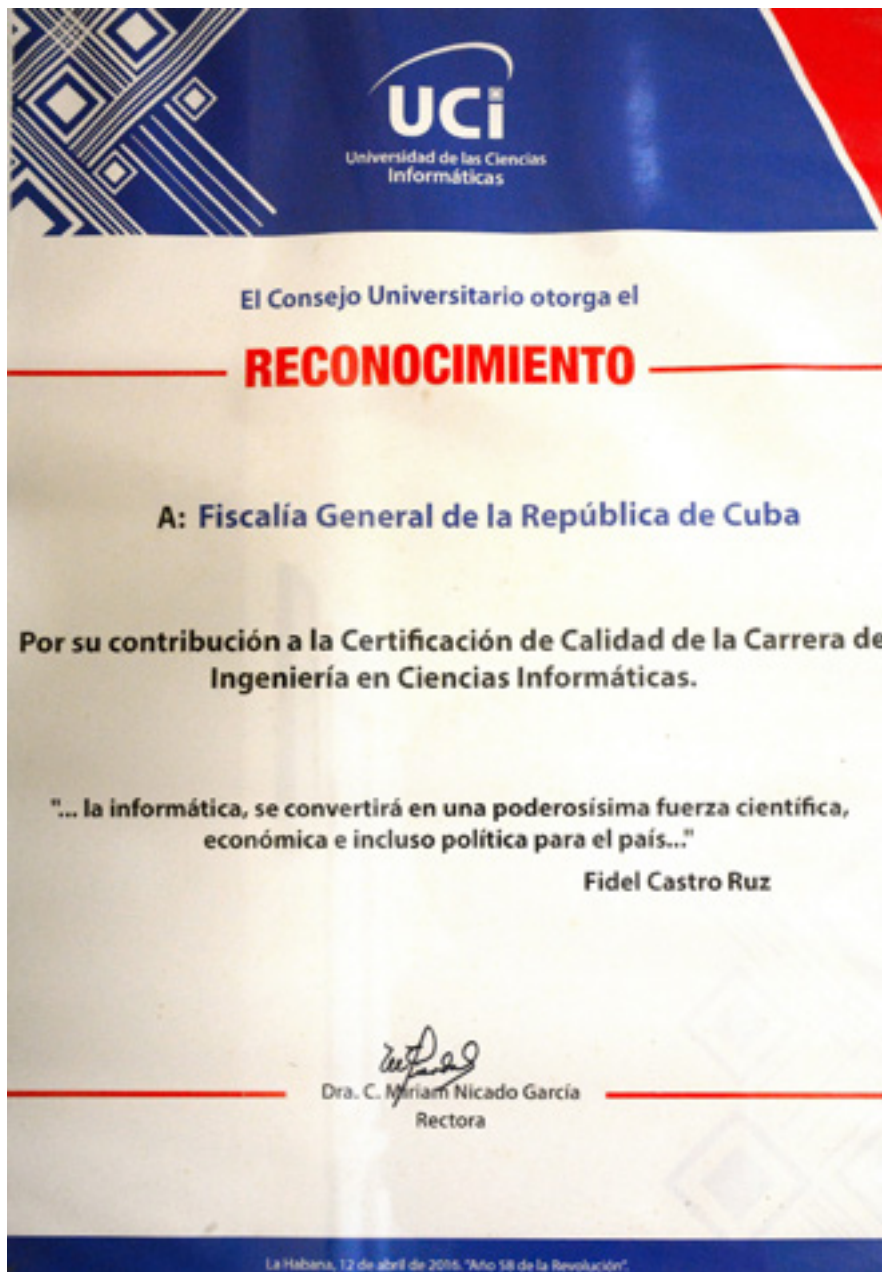 UCi
Universidad de las Ciencias
Informáticas
El Consejo Universitario otorga el
RECONOCIMIENTO
A: Fiscalía General de la República de Cuba
Por su contribución a la Certificación de Calidad de la Carrera de
Ingeniería en Ciencias Informáticas.
"... la informática, se convertirá en una poderosísima fuerza científica,
económica e incluso política para el país..."
Fidel Castro Ruz
Dra. C. Miriam Nicado García
Rectora
La Habana, 12 de abril de 2016. "Año 58 de la Revolución".